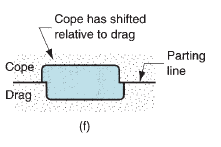 Cope has shifted
relative to drag
Parting
line
Cope
Drag
(f)